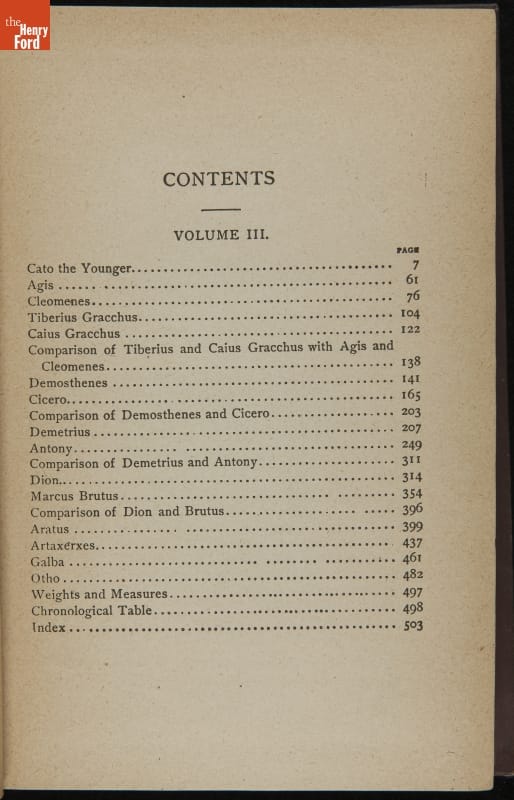 the
Henry
Ford
CONTENTS
VOLUME III.
PAGE
Cato the Younger 7
Agis 61
Cleomenes 76
Tiberius Gracchus 104
Caius Gracchus 122
Comparison of Tiberius and Caius Gracchus with Agis and
Cleomenes 138
Demosthenes 141
Cicero 165
Comparison of Demosthenes and Cicero 203
Demetrius 207
Antony 249
Comparison of Demetrius and Antony 311
Dion 314
Marcus Brutus 354
Comparison of Dion and Brutus 396
Aratus 399
Artaxerxes 437
Galba 461
Otho 482
Weights and Measures 497
Chronological Table 498
Index 503